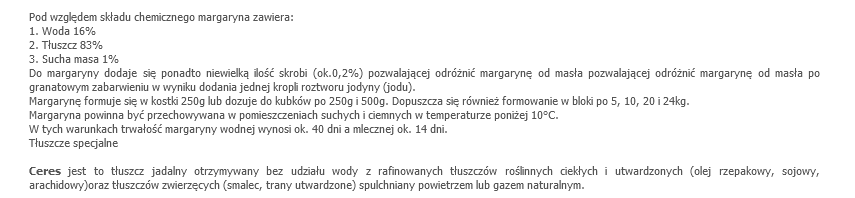 Pod względem składu chemicznego margaryna zawiera:
1. Woda 16%
2. Tłuszcz 83%
3. Sucha masa 1%
Do margaryny dodaje się ponadto niewielką ilość skrobi (ok.0,2%) pozwalającej odróżnić margarynę od masła pozwalającej odróżnić margarynę od masła po
granatowym zabarwieniu w wyniku dodania jednej kropli roztworu jodyny (jodu).
Margarynę formuje się w kostki 250g lub dozuje do kubków po 250g i 500g. Dopuszcza się również formowanie w bloki po 5, 10, 20 i 24kg.
Margaryna powinna być przechowywana w pomieszczeniach suchych i ciemnych w temperaturze poniżej 10°C.
W tych warunkach trwałość margaryny wodnej wynosi ok. 40 dni a mlecznej ok. 14 dni.
Tłuszcze specjalne
Ceres jest to tłuszcz jadalny otrzymywany bez udziału wody z rafinowanych tłuszczów roślinnych ciekłych i utwardzonych (olej rzepakowy, sojowy,
arachidowy)oraz tłuszczów zwierzęcych (smalec, trany utwardzone) spulchniany powietrzem lub gazem naturalnym.